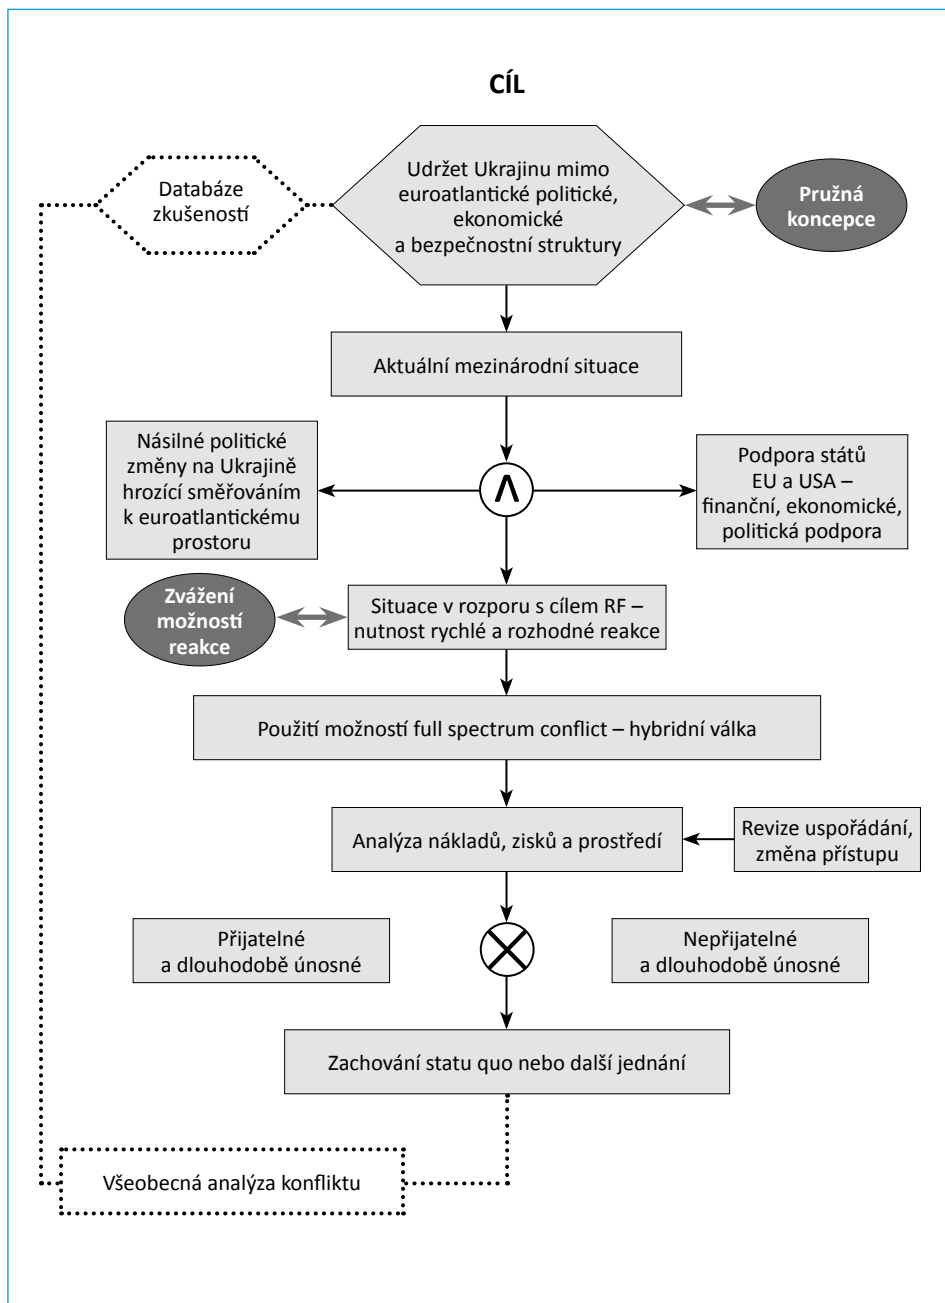 CÍL
Databáze
zkušeností
Udržet Ukrajinu mimo
euroatlantické politické,
ekonomické
a bezpečnostní struktury
Pružná
koncepce
Aktuální mezinárodní situace
Násilné politické
změny na Ukrajině
hrozící směřováním
k euroatlantickému
prostoru
Λ
Podpora států
EU a USA –
finanční, ekonomické,
politická podpora
Zvážení
možností
reakce
Situace v rozporu s cílem RF –
nutnost rychlé a rozhodné reakce
Použití možností full spectrum conflict – hybridní válka
Analýza nákladů, zisků a prostředí
Revize uspořádání,
změna přístupu
Přijatelné
a dlouhodobě únosné
Nepřijatelné
a dlouhodobě únosné
Zachování statu quo nebo další jednání
Všeobecná analýza konfliktu